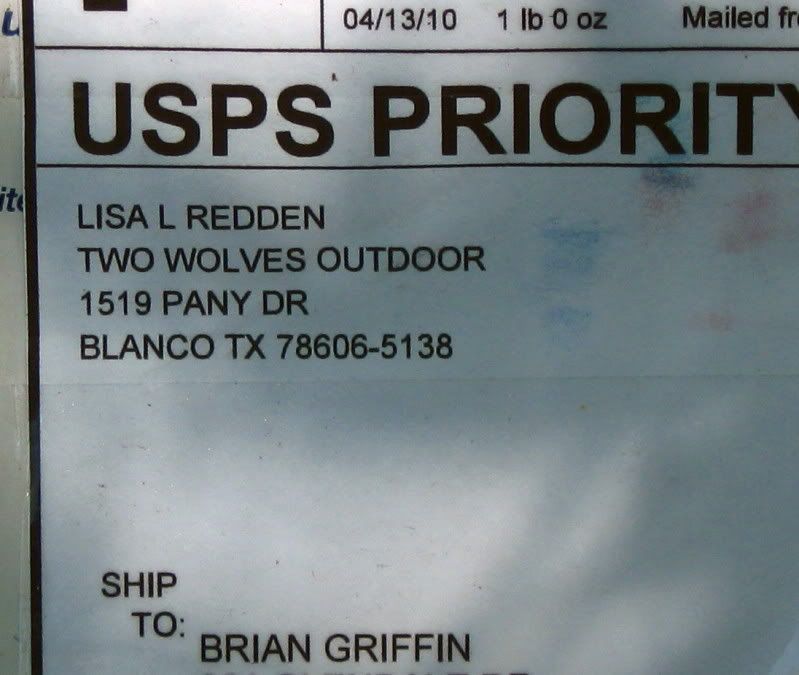 04/13/10 1 lb 0 oz Mailed
USPS PRIORITY
LISA L REDDEN
TWO WOLVES OUTDOOR
1519 PANY DR
BLANCO TX 78606-5138
SHIP
TO:
BRIAN GRIFFIN